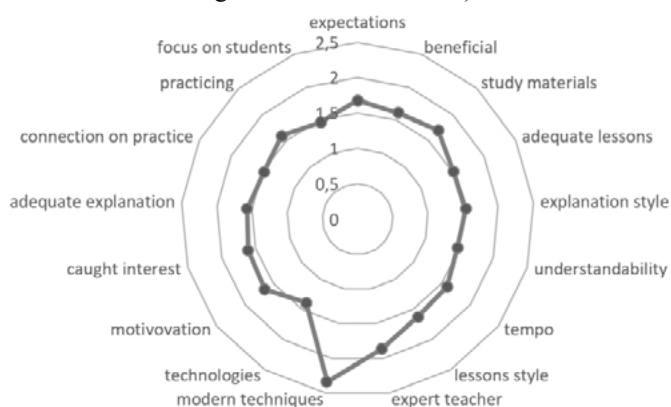 expectations
2,5
focus on students
beneficial
2
practicing
study materials
1,5
connection on practice
adequate lessons
1
0,5
adequate explanation
explanation style
0
caught interest
understandability
motivovation
tempo
technologies
lessons style
modern techniques
expert teacher